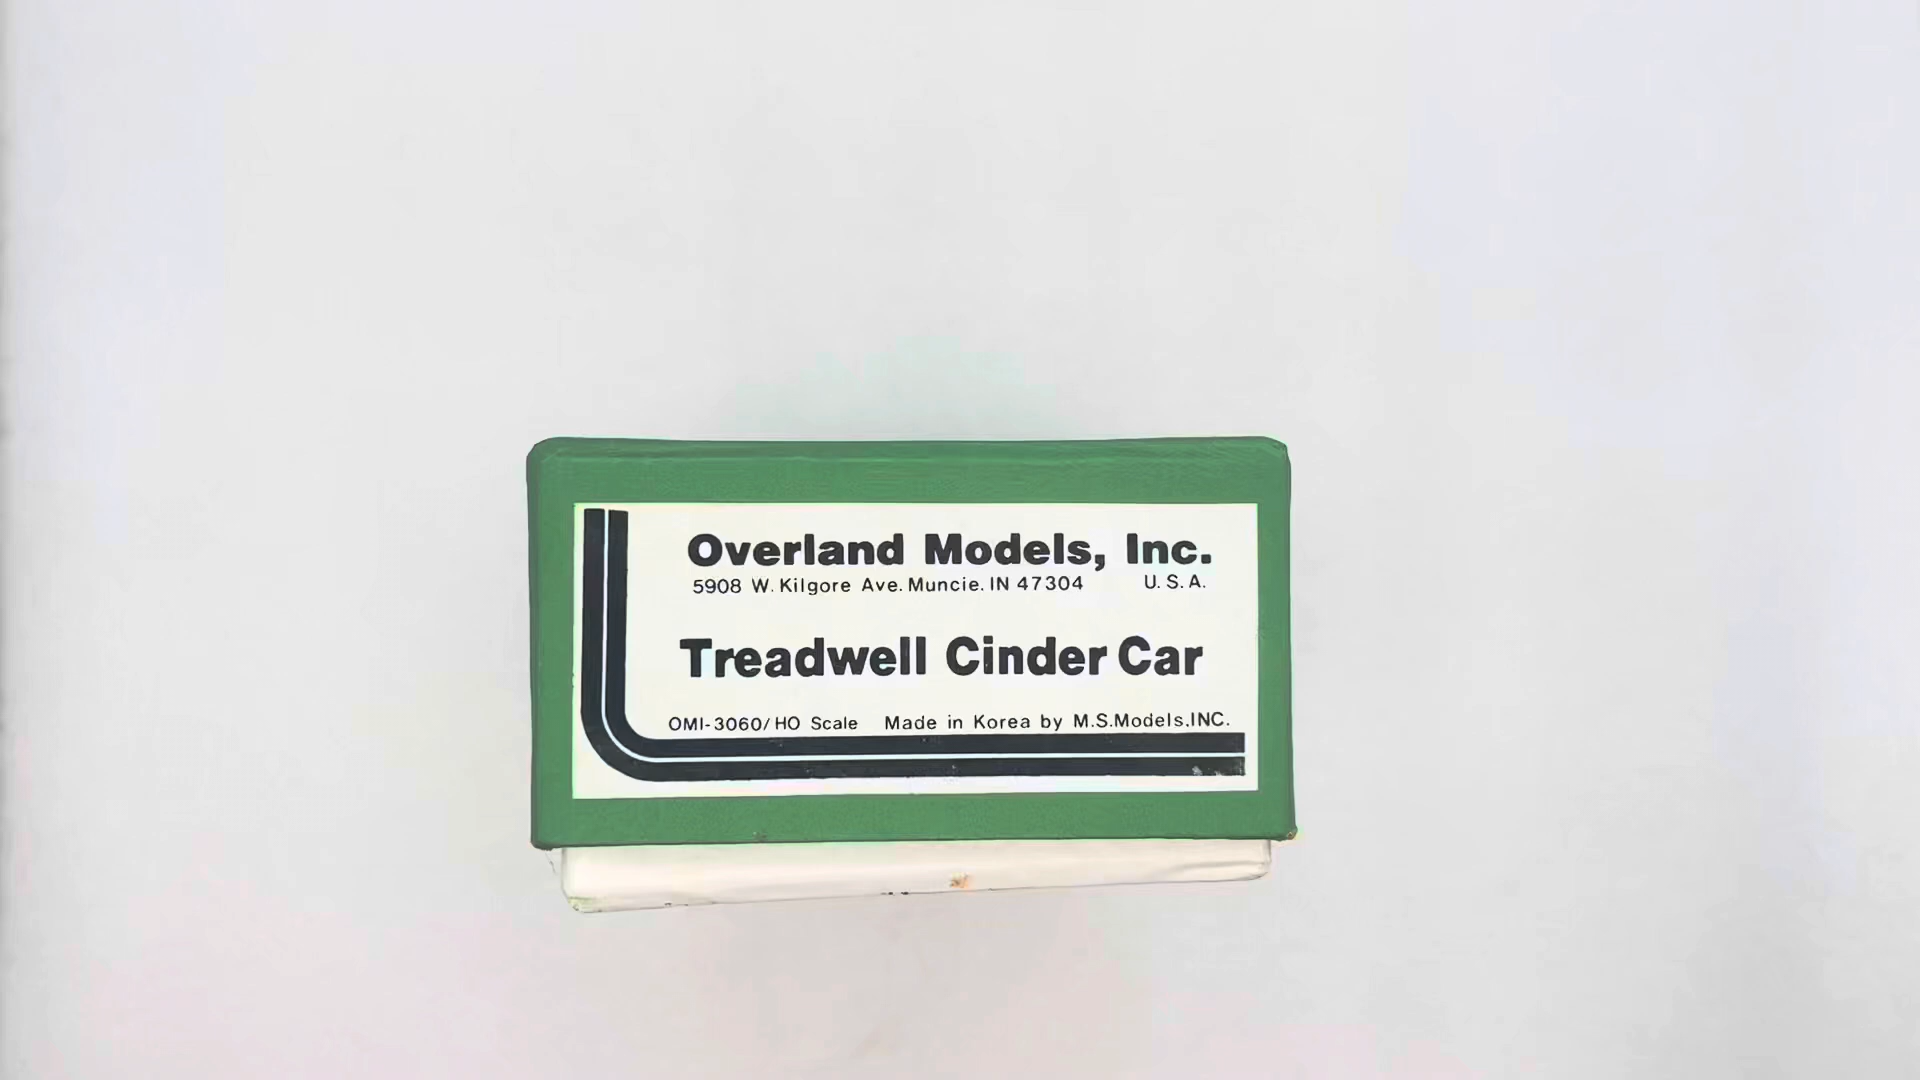 Overland Models, Inc.
5908 W. Kilgore Ave. Muncie. IN 47304 U. S. A.
Treadwell Cinder Car
OMI-3060/HO Scale Made in Korea by M.S.Models.INC.